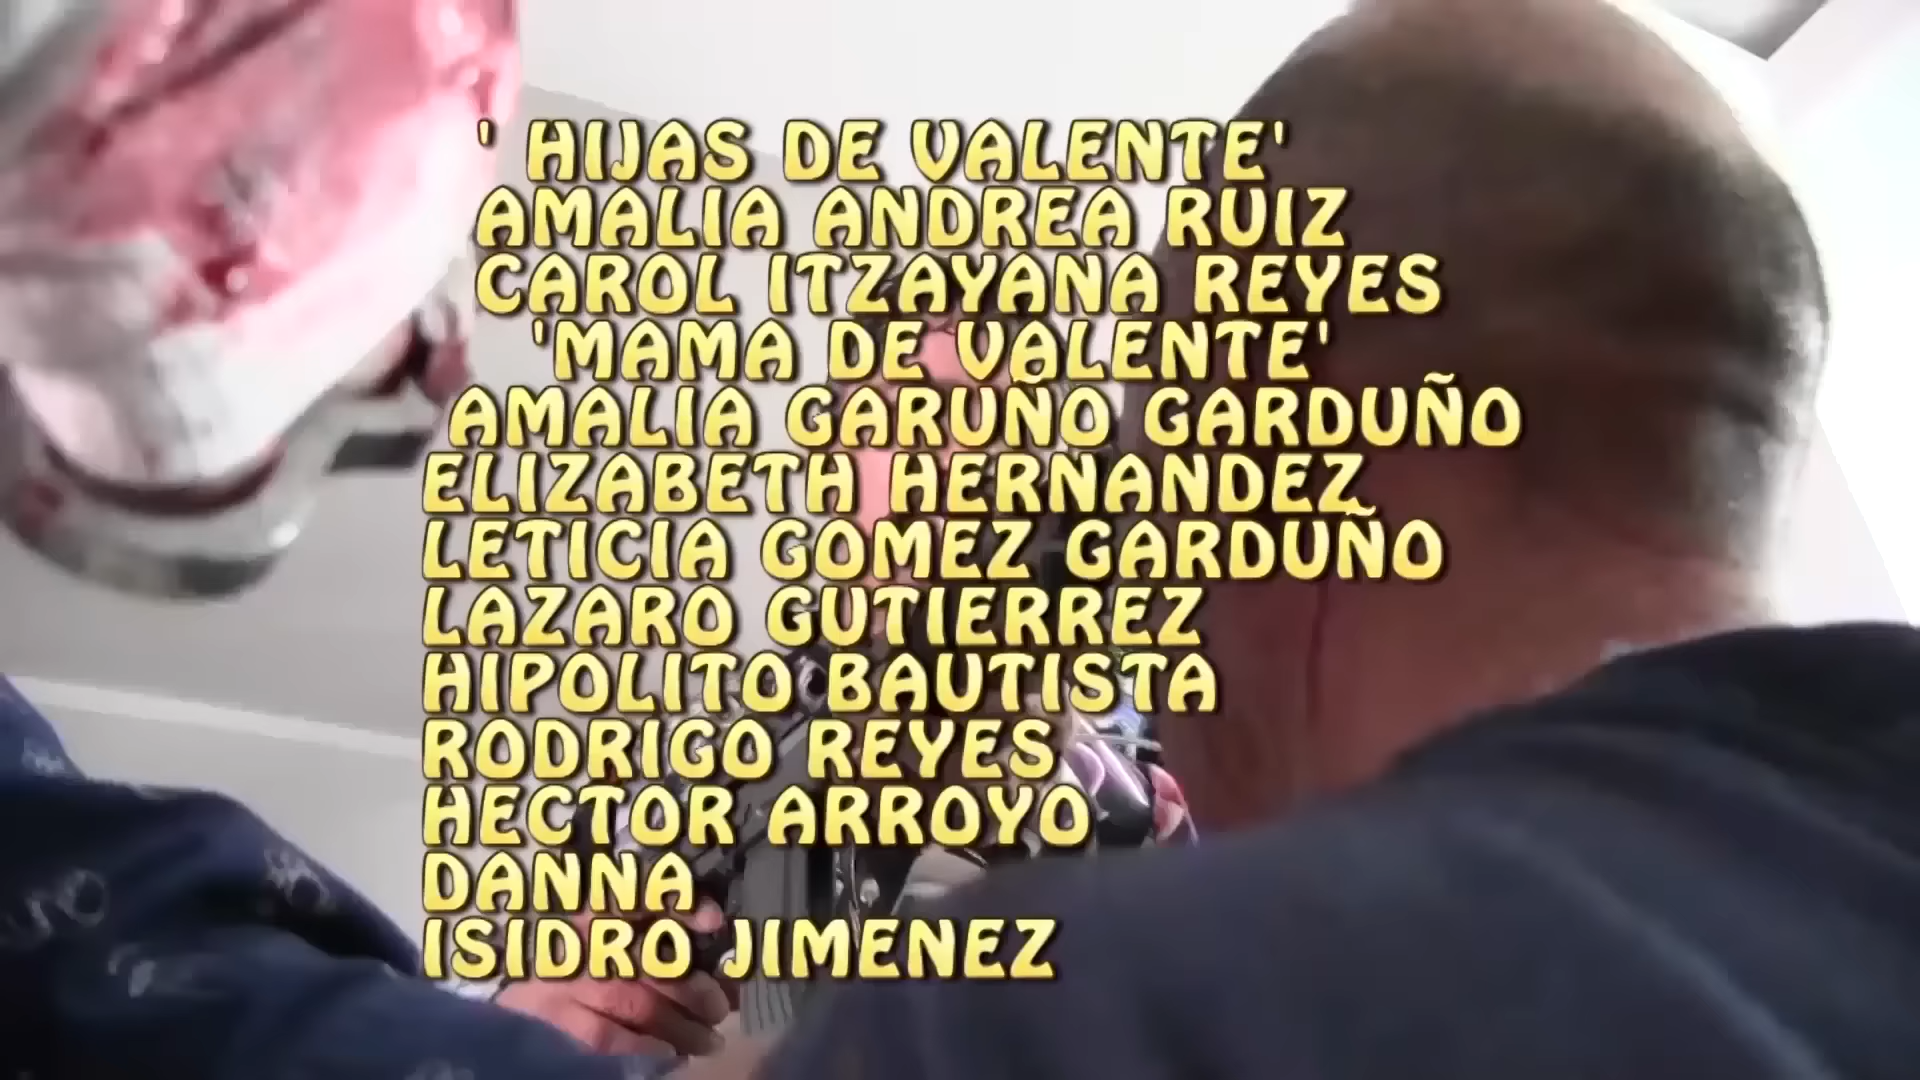 ' HIJAS DE VALENTE'
AMALIA ANDREA RUIZ
CAROL ITZAYANA REYES
'MAMA DE VALENTE'
AMALIA GARUÑO GARDUÑO
ELIZABETH HERNANDEZ
LETICIA GOMEZ GARDUÑO
LAZARO GUTIERREZ
HIPOLITO BAUTISTA
RODRIGO REYES
HECTOR ARROYO
DANNA
ISIDRO JIMENEZ